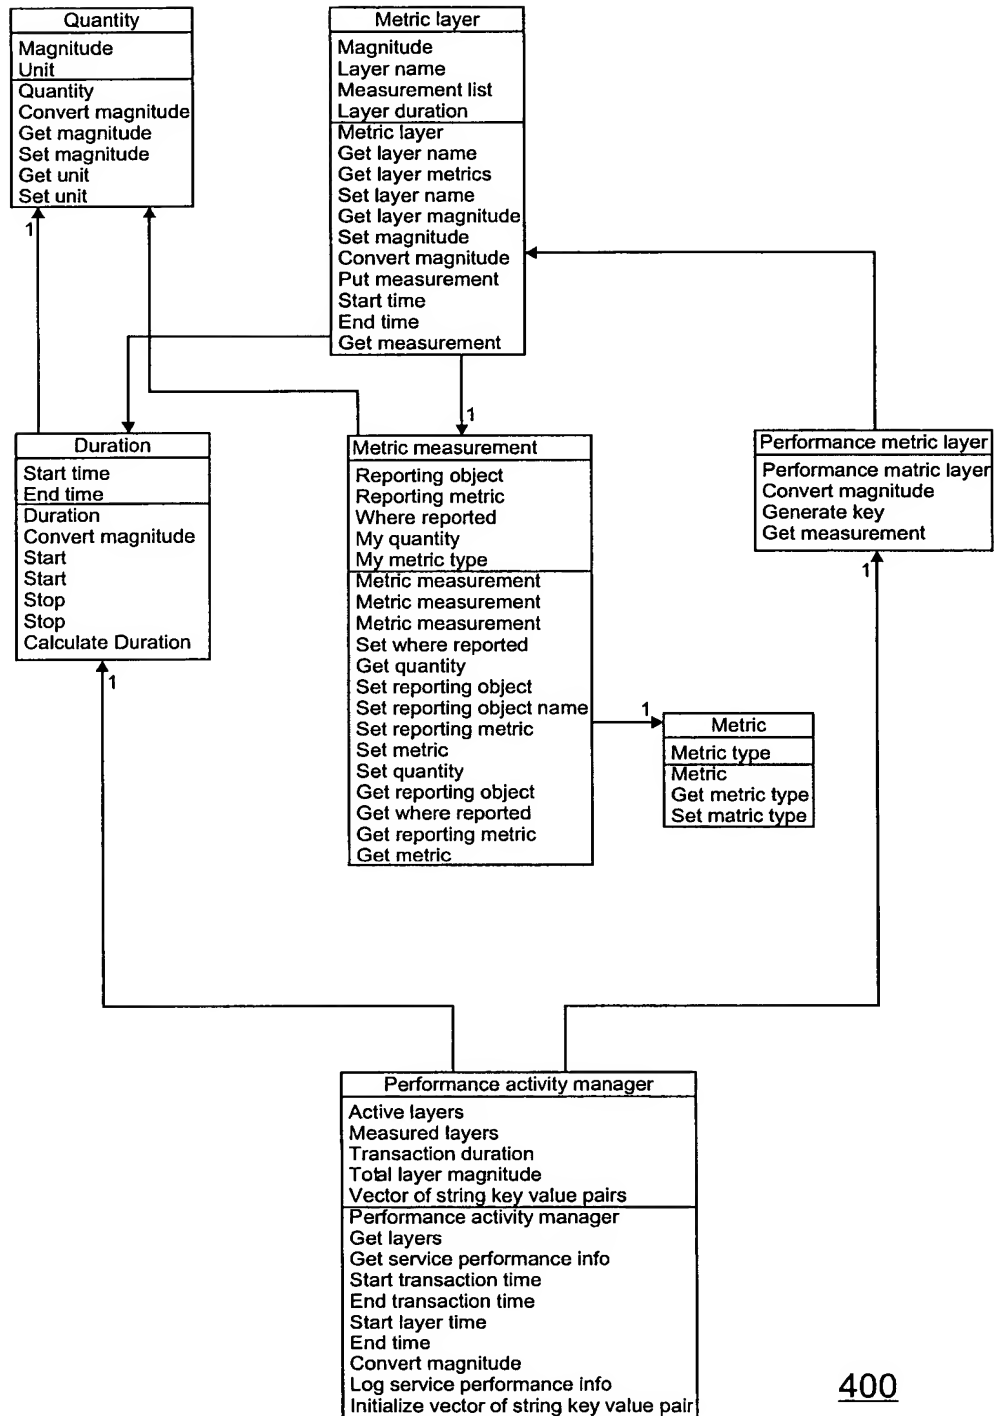 Quantity
Magnitude
Unit
Quantity
Convert magnitude
Get magnitude
Set magnitude
Get unit
Set unit
Metric layer
Magnitude
Layer name
Measurement list
Layer duration
Metric layer
Get layer name
Get layer metrics
Set layer name
Get layer magnitude
Set magnitude
Convert magnitude
Put measurement
Start time
End time
Get measurement
1
1
Duration
Start time
End time
Duration
Convert magnitude
Start
Start
Stop
Stop
Calculate Duration
1
Metric measurement
Reporting object
Reporting metric
Where reported
My quantity
My metric type
Metric measurement
Metric measurement
Metric measurement
Set where reported
Get quantity
Set reporting object
Set reporting object name
Set reporting metric
Set metric
Set quantity
Get reporting object
Get where reported
Get reporting metric
Get metric
Performance metric layer
Performance matric layer
Convert magnitude
Generate key
Get measurement
1
1
Metric
Metric type
Metric
Get metric type
Set matric type
Performance activity manager
Active layers
Measured layers
Transaction duration
Total layer magnitude
Vector of string key value pairs
Performance activity manager
Get layers
Get service performance info
Start transaction time
End transaction time
Start layer time
End time
Convert magnitude
Log service performance info
Initialize vector of string key value pair
400